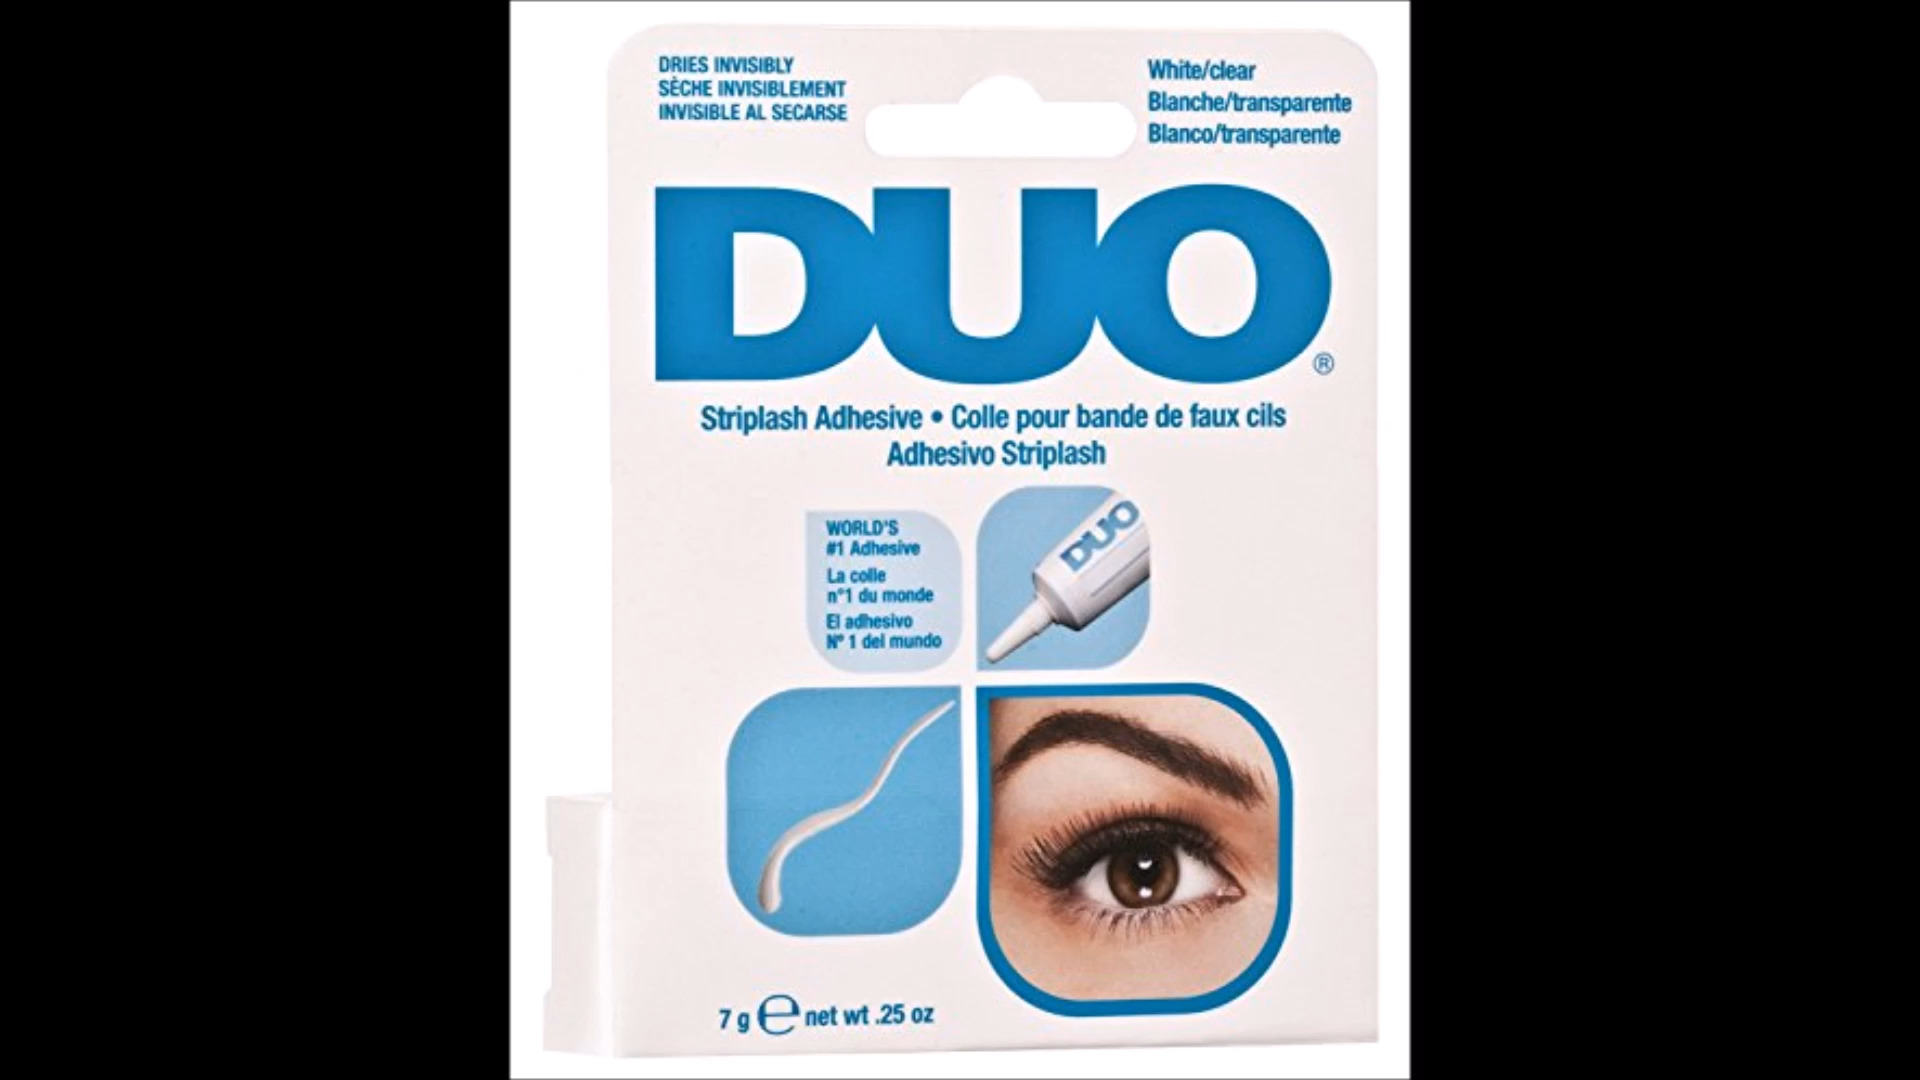 DRIES INVISIBLY
SÈCHE INVISIBLEMENT
INVISIBLE AL SECARSE
White/clear
Blanche/transparente
Blanco/transparente
DUO®
Striplash Adhesive • Colle pour bande de faux cils
Adhesivo Striplash
WORLD'S
#1 Adhesive
La colle
n°1 du monde
El adhesivo
Nº 1 del mundo
DUO
7 g ℮ net wt .25 oz